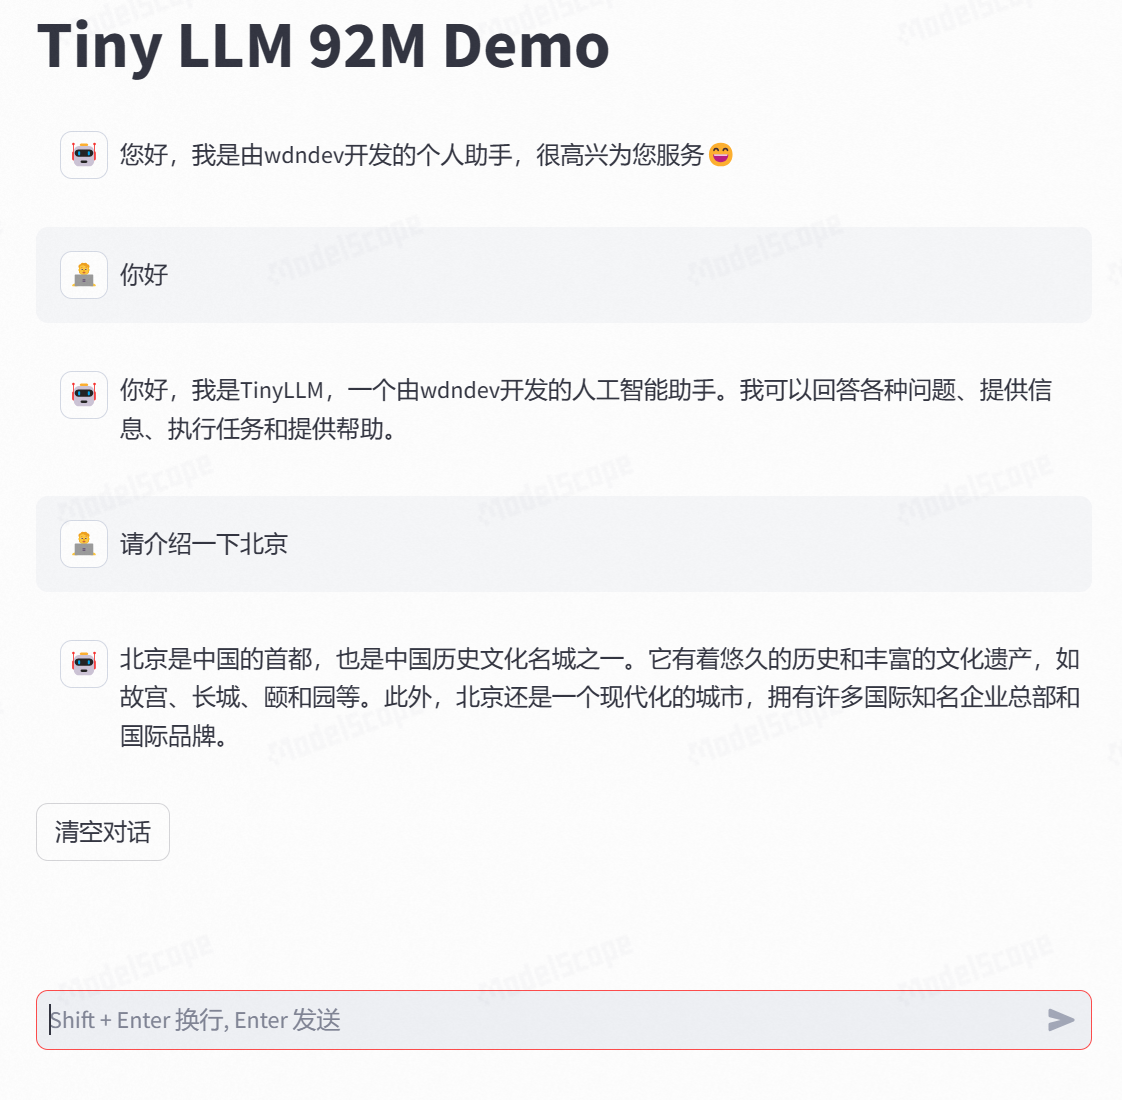 Tiny LLM 92M Demo
您好，我是由wdndev开发的个人助手，很高兴为您服务😄
你好
你好，我是TinyLLM，一个由wdndev开发的人工智能助手。我可以回答各种问题、提供信
息、执行任务和提供帮助。
请介绍一下北京
北京是中国的首都，也是中国历史文化名城之一。它有着悠久的历史和丰富的文化遗产，如
故宫、长城、颐和园等。此外，北京还是一个现代化的城市，拥有许多国际知名企业总部和
国际品牌。
清空对话
Shift + Enter 换行, Enter 发送
ModelScope